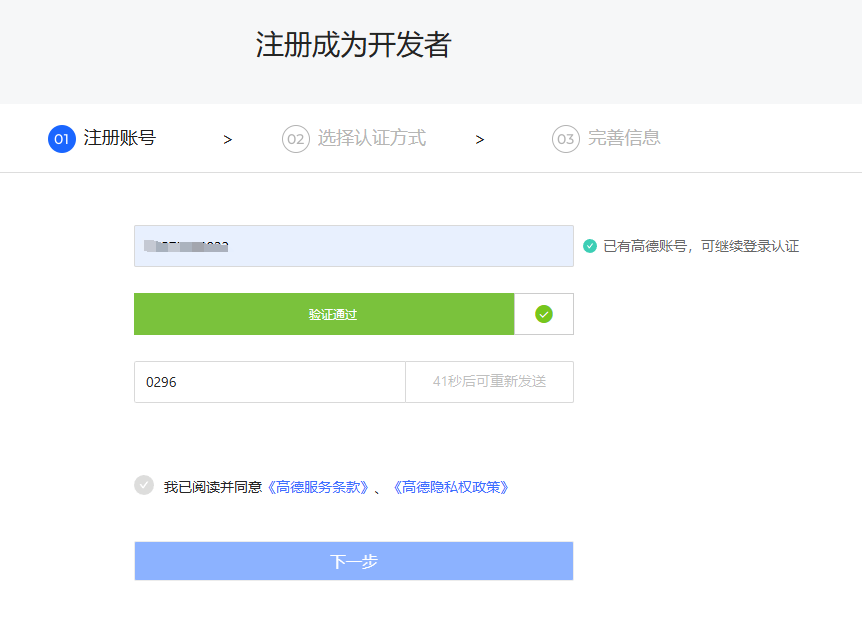 注册成为开发者
01 注册账号 > 02 选择认证方式 > 03 完善信息
已有高德账号，可继续登录认证
验证通过
0296 41秒后可重新发送
我已阅读并同意《高德服务条款》、《高德隐私权政策》
下一步